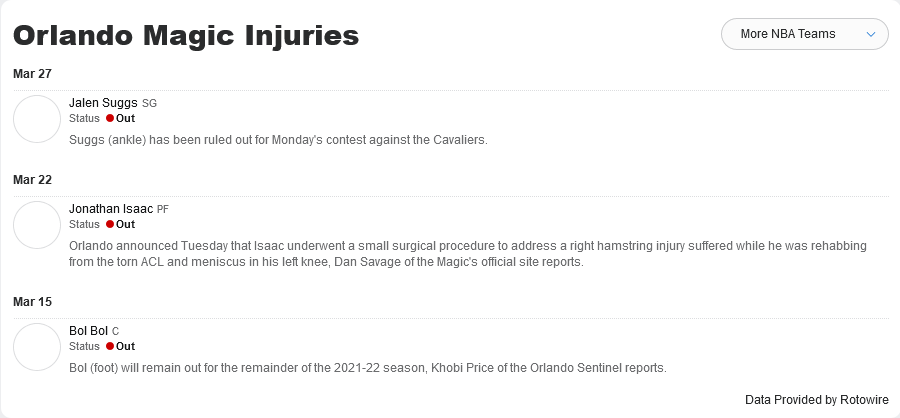 Orlando Magic Injuries
More NBA Teams
Mar 27
Jalen Suggs SG
Status Out
Suggs (ankle) has been ruled out for Monday's contest against the Cavaliers.
Mar 22
Jonathan Isaac PF
Status Out
Orlando announced Tuesday that Isaac underwent a small surgical procedure to address a right hamstring injury suffered while he was rehabbing
from the torn ACL and meniscus in his left knee, Dan Savage of the Magic's official site reports.
Mar 15
Bol Bol C
Status Out
Bol (foot) will remain out for the remainder of the 2021-22 season, Khobi Price of the Orlando Sentinel reports.
Data Provided by Rotowire